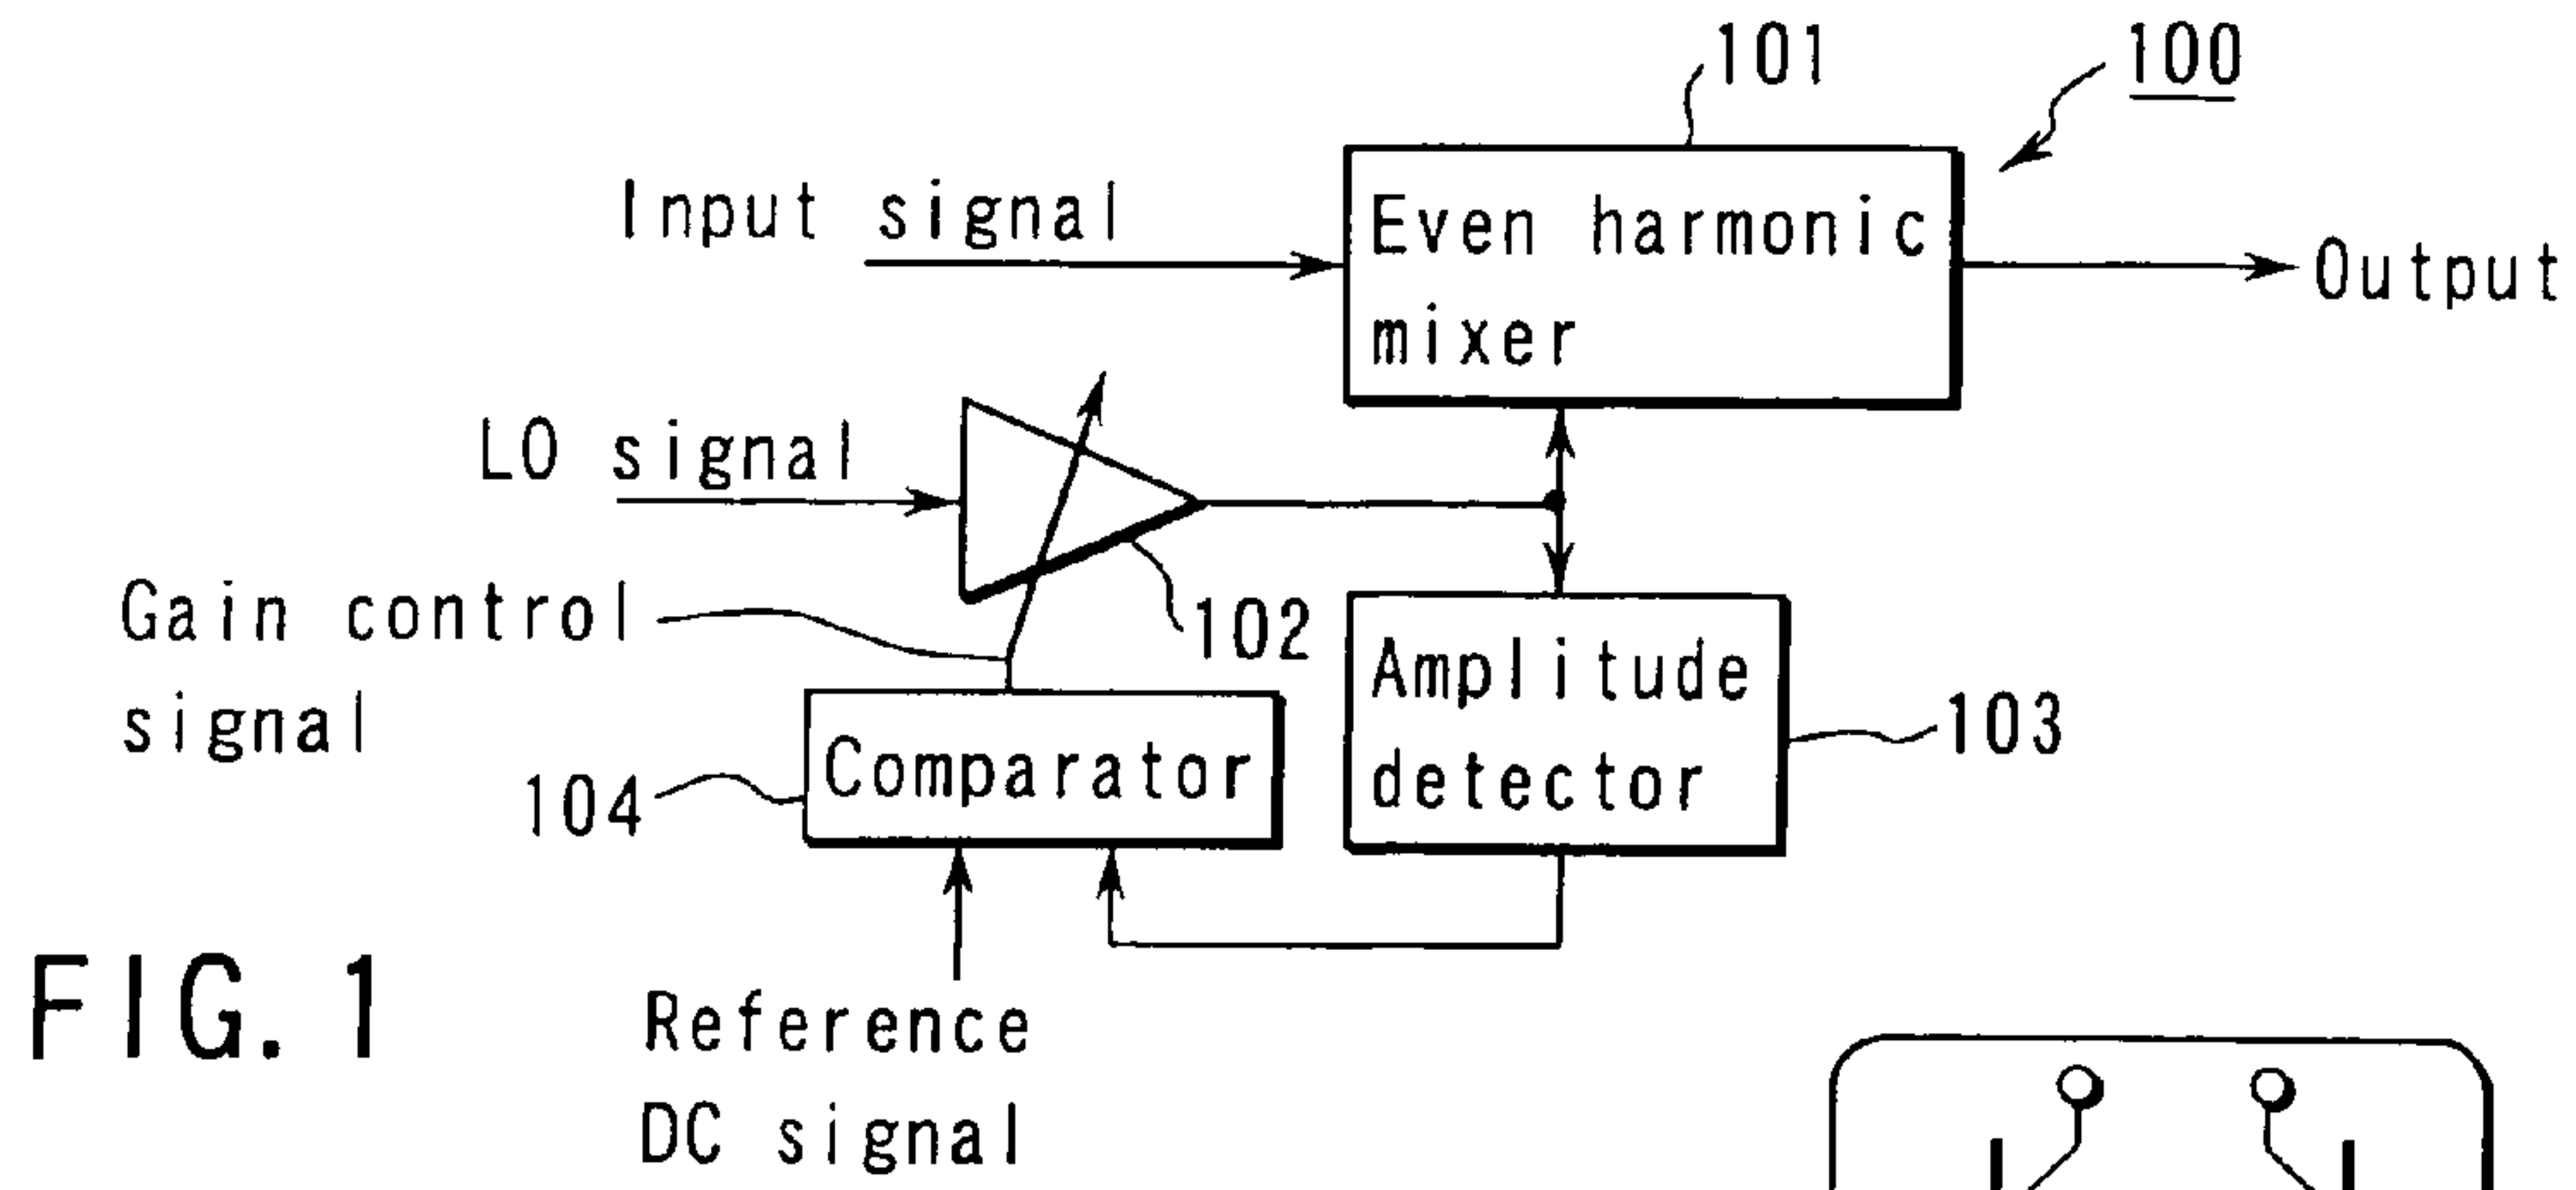 101
100
Input signal
Even harmonic
mixer
Output
LO signal
Gain control
signal
102
Amplitude
detector
103
Comparator
104
Reference
DC signal
FIG. 1